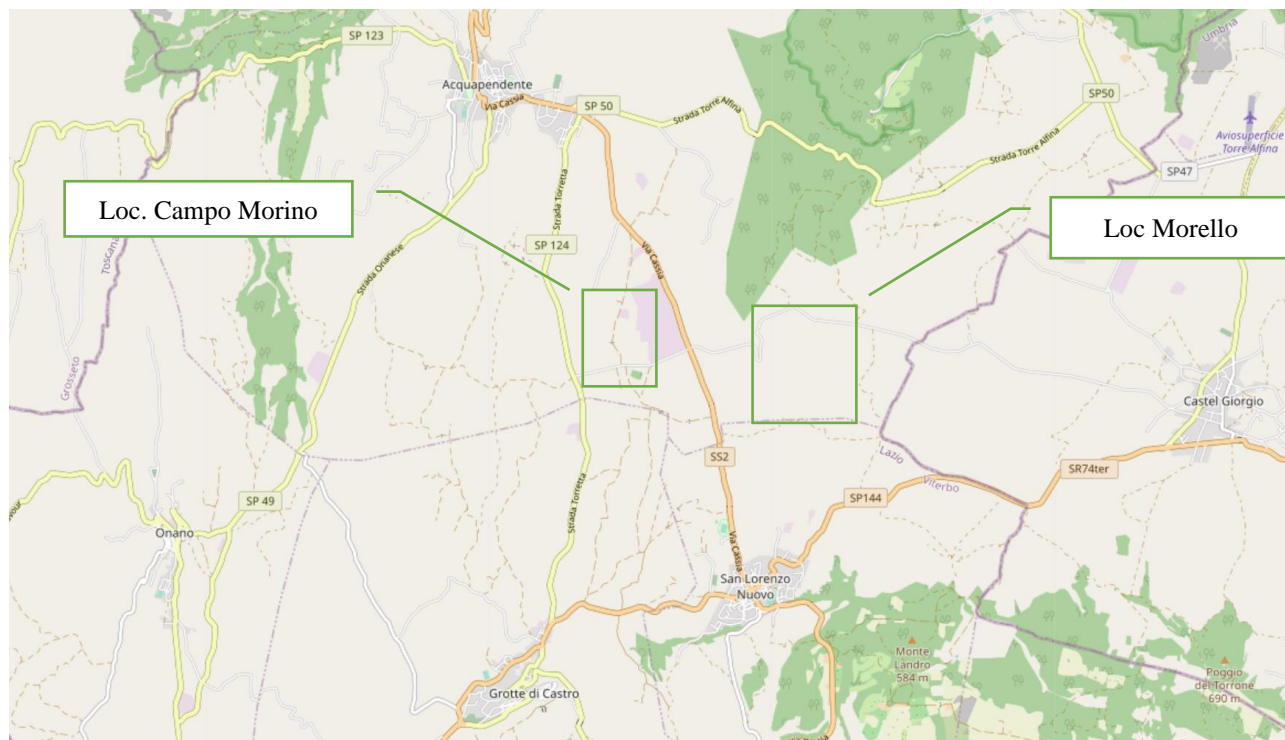 SP 123
Umbria
Acquapendente
Via Cassia
SP 50
Strada Torre Alfina
SP50
Aviosuperficie
Torre Alfina
Strada Torre Alfina
SP47
Loc. Campo Morino
Loc Morello
Toscana
Strada Torretta
SP 124
Via Cassia
Strada Onanese
Grosseto
Castel Giorgio
SS2
Lazio
SR74ter
Viterbo
SP144
SP 49
Strada Torretta
Onano
Via Cassia
San Lorenzo
Nuovo
Monte
Landro
584 m
Poggio
del Torrone
690 m
Grotte di Castro